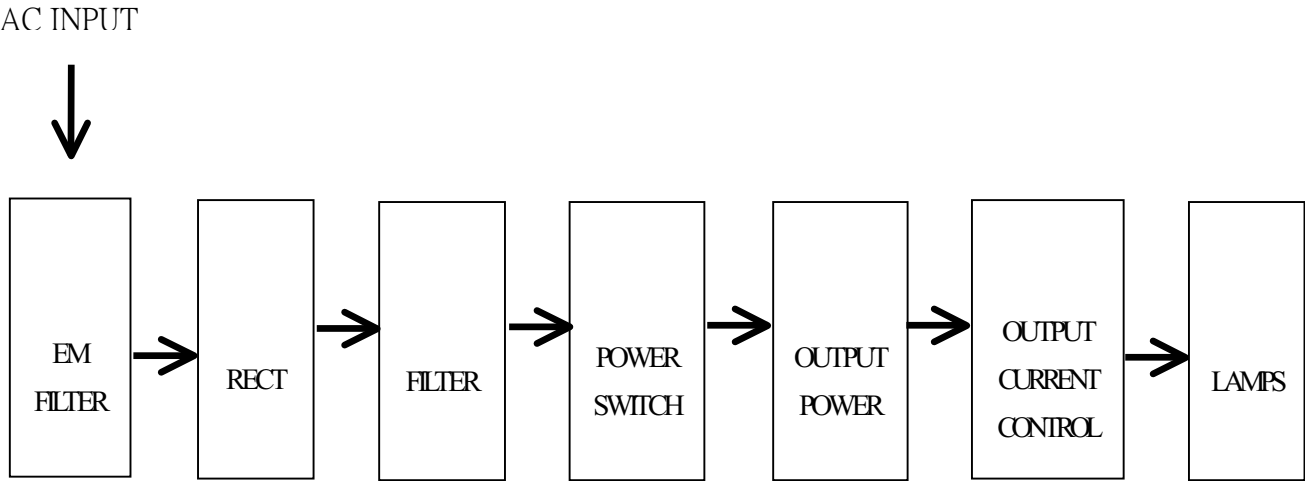 AC INPUT
EM
FILTER
RECT
FILTER
POWER
SWITCH
OUTPUT
POWER
OUTPUT
CURRENT
CONTROL
LAMPS